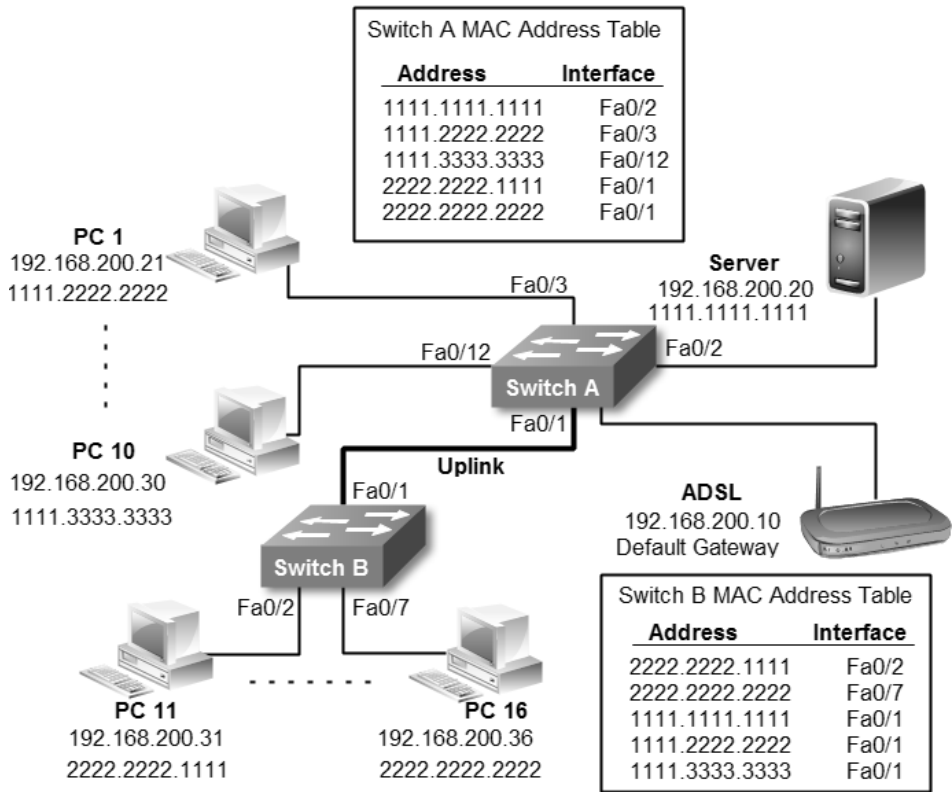 Switch A MAC Address Table
Address Interface
1111.1111.1111 Fa0/2
1111.2222.2222 Fa0/3
1111.3333.3333 Fa0/12
2222.2222.1111 Fa0/1
2222.2222.2222 Fa0/1
PC 1
192.168.200.21
1111.2222.2222
Fa0/3
Server
192.168.200.20
1111.1111.1111
Fa0/12
Fa0/2
Switch A
Fa0/1
PC 10
192.168.200.30
1111.3333.3333
Uplink
Fa0/1
ADSL
192.168.200.10
Default Gateway
Switch B
Fa0/2
Fa0/7
PC 11
192.168.200.31
2222.2222.1111
PC 16
192.168.200.36
2222.2222.2222
Switch B MAC Address Table
Address Interface
2222.2222.1111 Fa0/2
2222.2222.2222 Fa0/7
1111.1111.1111 Fa0/1
1111.2222.2222 Fa0/1
1111.3333.3333 Fa0/1